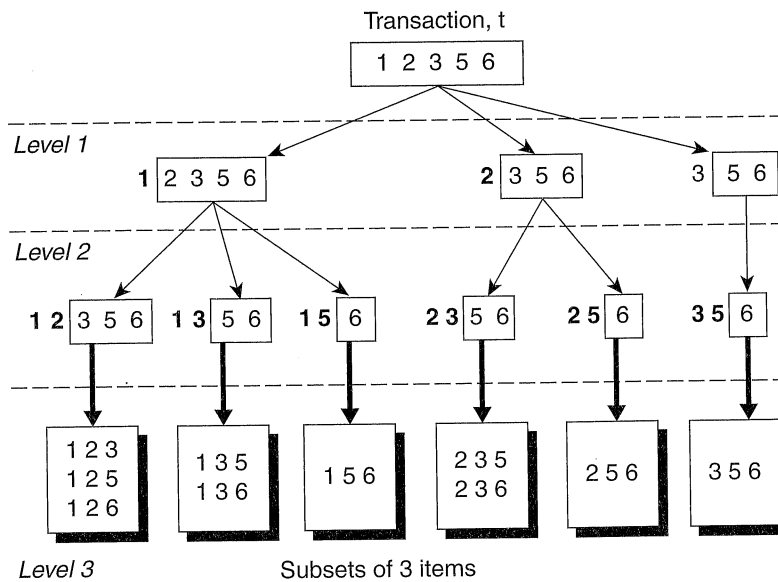 Transaction, t
1 2 3 5 6
Level 1
1 2 3 5 6
2 3 5 6
3 5 6
Level 2
1 2 3 5 6
1 3 5 6
1 5 6
2 3 5 6
2 5 6
3 5 6
1 2 3
1 2 5
1 2 6
1 3 5
1 3 6
1 5 6
2 3 5
2 3 6
2 5 6
3 5 6
Level 3
Subsets of 3 items